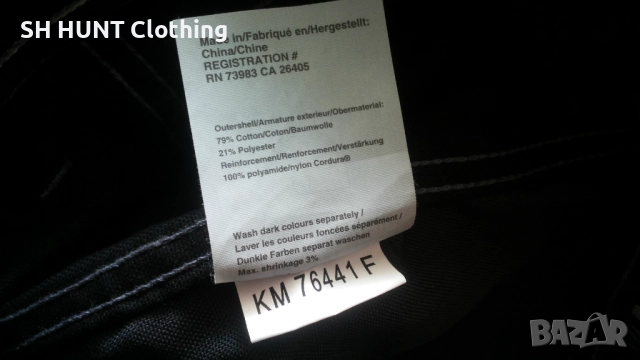 SH HUNT Clothing
Made in/Fabriqué en/Hergestellt:
China/Chine
REGISTRATION #
RN 73983 CA 26405
Outershell/Armature exterieur/Obermaterial:
79% Cotton/Coton/Baumwolle
21% Polyester
Reinforcement/Renforcement/Verstärkung
100% polyamide/nylon Cordura®
Wash dark colours separately /
Laver les couleurs foncées séparément /
Dunkle Farben separat waschen
Max. shrinkage 3%
KM 76441 F
BAZAR
bg